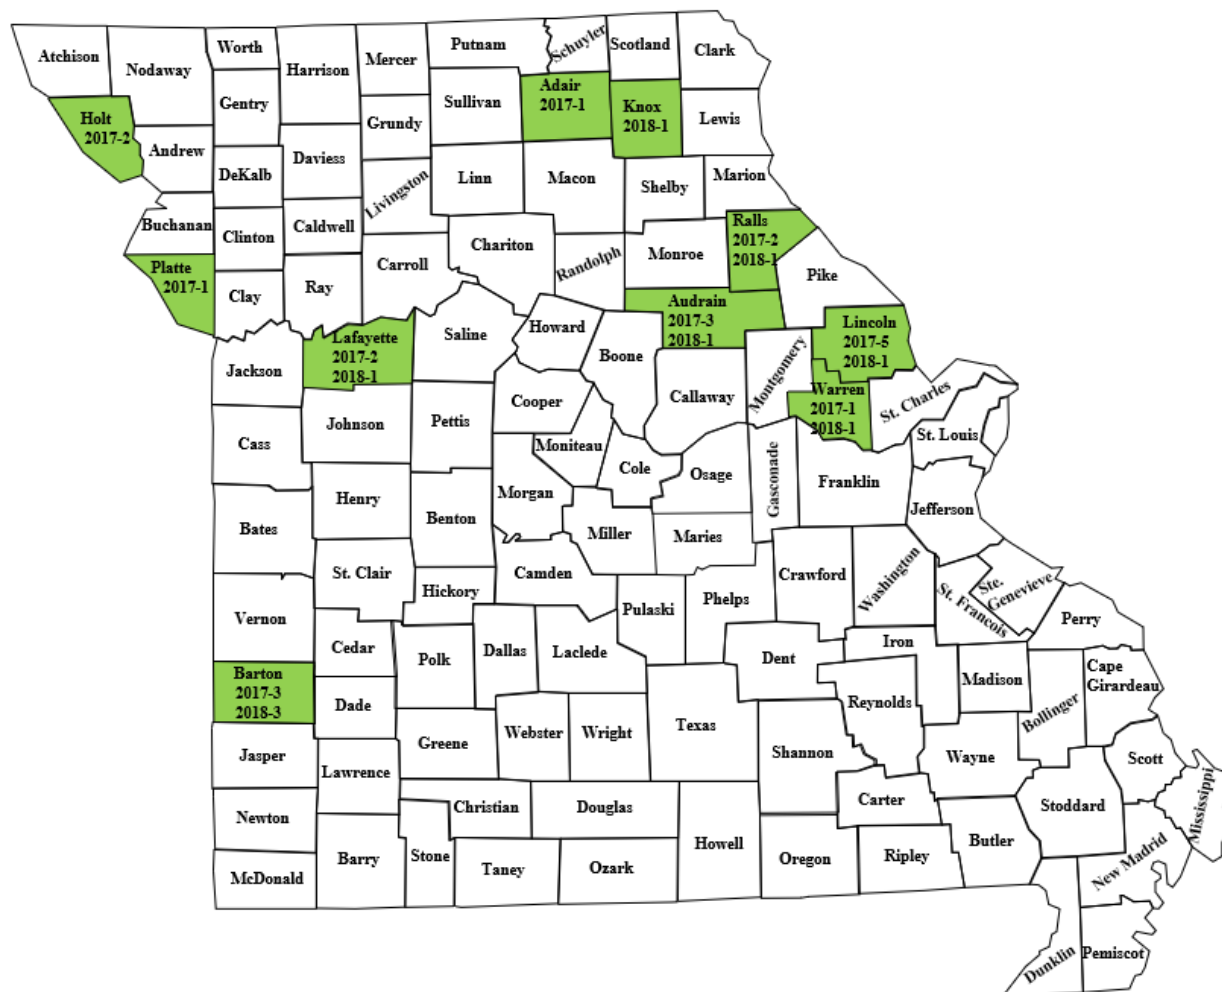 Atchison
Nodaway
Worth
Harrison
Mercer
Putnam
Schuyler
Scotland
Clark
Holt
2017-2
Gentry
Grundy
Sullivan
Adair
2017-1
Knox
2018-1
Lewis
Andrew
DeKalb
Daviess
Livingston
Linn
Macon
Shelby
Marion
Buchanan
Clinton
Caldwell
Carroll
Chariton
Randolph
Monroe
Ralls
2017-2
2018-1
Pike
Platte
2017-1
Clay
Ray
Audrain
2017-3
2018-1
Lincoln
2017-5
2018-1
Jackson
Lafayette
2017-2
2018-1
Saline
Howard
Boone
Callaway
Montgomery
Warren
2017-1
2018-1
St. Charles
St. Louis
Cass
Johnson
Pettis
Cooper
Moniteau
Cole
Osage
Gasconade
Franklin
Jefferson
Bates
Henry
Benton
Morgan
Miller
Maries
Vernon
St. Clair
Hickory
Camden
Pulaski
Phelps
Crawford
Washington
St. Francois
Ste.
Genevieve
Perry
Barton
2017-3
2018-3
Cedar
Polk
Dallas
Laclede
Dent
Iron
Madison
Bollinger
Cape
Girardeau
Dade
Greene
Webster
Wright
Texas
Shannon
Reynolds
Wayne
Scott
Mississippi
Jasper
Lawrence
Christian
Douglas
Howell
Carter
Stoddard
Newton
Barry
Stone
Taney
Ozark
Oregon
Ripley
Butler
New Madrid
McDonald
Dunklin
Pemiscot